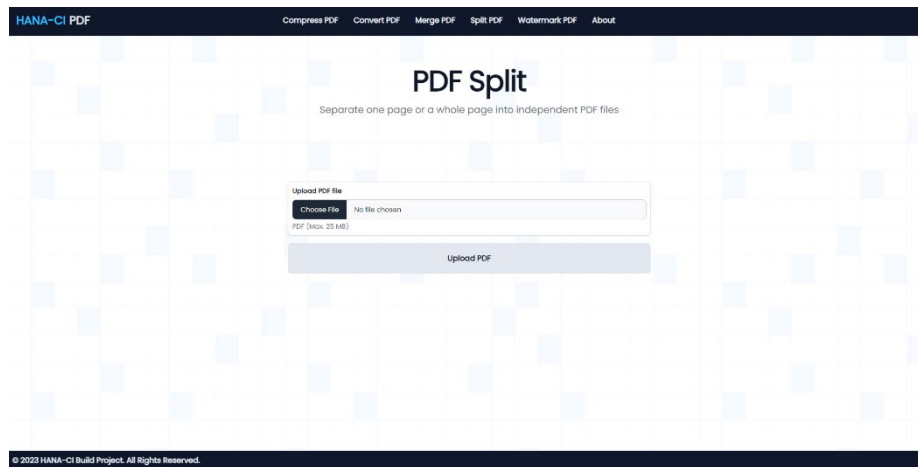 HANA-CI PDF
Compress PDF Convert PDF Merge PDF Split PDF Watermark PDF About
PDF Split
Separate one page or a whole page into independent PDF files
Upload PDF file
Choose File No file chosen
PDF (Max. 25 MB)
Upload PDF
© 2023 HANA-CI Build Project. All Rights Reserved.